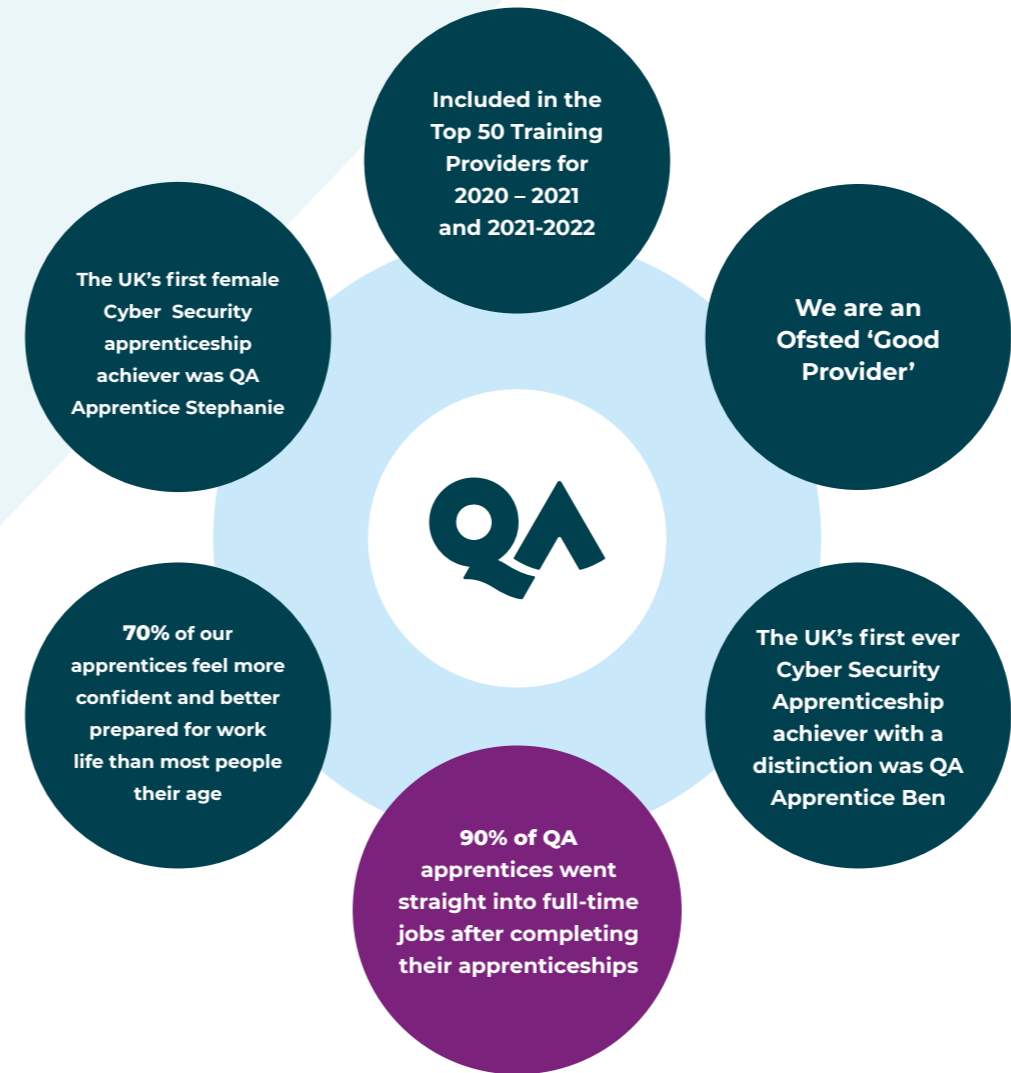 Included in the
Top 50 Training
Providers for
2020 – 2021
and 2021-2022
We are an
Ofsted ‘Good
Provider’
The UK’s first ever
Cyber Security
Apprenticeship
achiever with a
distinction was QA
Apprentice Ben
90% of QA
apprentices went
straight into full-time
jobs after completing
their apprenticeships
70% of our
apprentices feel more
confident and better
prepared for work
life than most people
their age
The UK’s first female
Cyber  Security
apprenticeship
achiever was QA
Apprentice Stephanie
QA